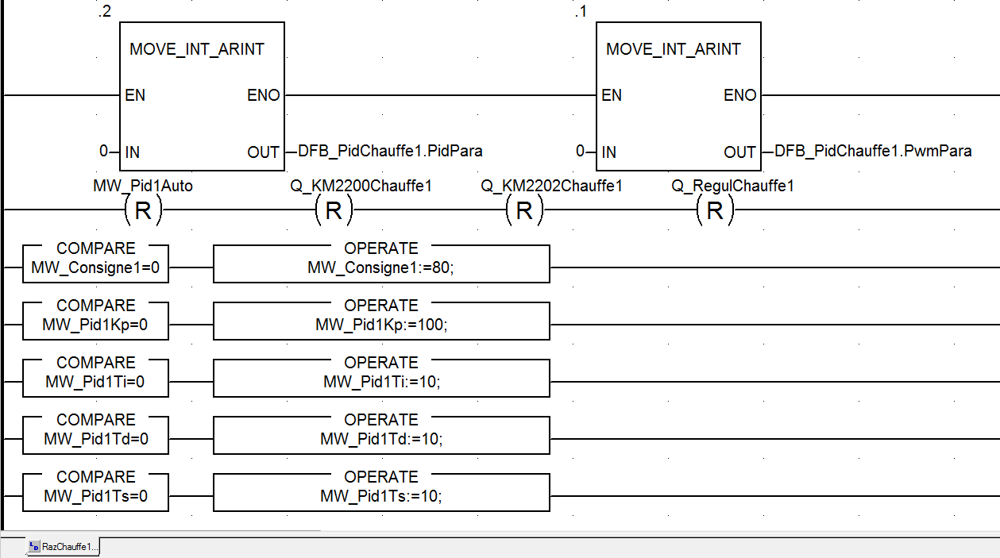 .2 .1
MOVE_INT_ARINT MOVE_INT_ARINT
EN ENO EN ENO
0 IN OUT DFB_PidChauffe1.PidPara 0 IN OUT DFB_PidChauffe1.PwmPara
MW_Pid1Auto Q_KM2200Chauffe1 Q_KM2202Chauffe1 Q_RegulChauffe1
R R R R
COMPARE OPERATE
MW_Consigne1=0 MW_Consigne1:=80;
COMPARE OPERATE
MW_Pid1Kp=0 MW_Pid1Kp:=100;
COMPARE OPERATE
MW_Pid1Ti=0 MW_Pid1Ti:=10;
COMPARE OPERATE
MW_Pid1Td=0 MW_Pid1Td:=10;
COMPARE OPERATE
MW_Pid1Ts=0 MW_Pid1Ts:=10;
LD RazChauffe1...